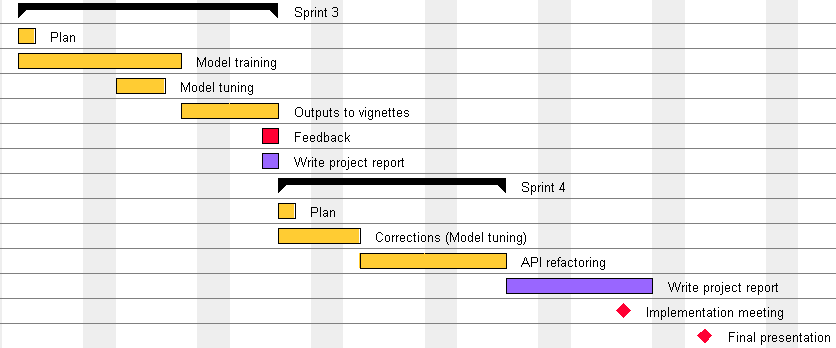 Sprint 3
Plan
Model training
Model tuning
Outputs to vignettes
Feedback
Write project report
Sprint 4
Plan
Corrections (Model tuning)
API refactoring
Write project report
Implementation meeting
Final presentation